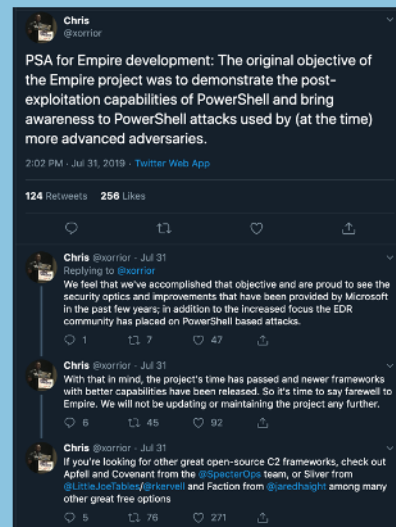 Chris
@xorrior
PSA for Empire development: The original objective of
the Empire project was to demonstrate the post-
exploitation capabilities of PowerShell and bring
awareness to PowerShell attacks used by (at the time)
more advanced adversaries.
2:02 PM · Jul 31, 2019 · Twitter Web App
124 Retweets 256 Likes
Chris @xorrior · Jul 31
Replying to @xorrior
We feel that we've accomplished that objective and are proud to see the
security optics and improvements that have been provided by Microsoft
in the past few years; in addition to the increased focus the EDR
community has placed on PowerShell based attacks.
1 7 47
Chris @xorrior · Jul 31
With that in mind, the project's time has passed and newer frameworks
with better capabilities have been released. So it's time to say farewell to
Empire. We will not be updating or maintaining the project any further.
6 45 92
Chris @xorrior · Jul 31
If you're looking for other great open-source C2 frameworks, check out
Apfell and Covenant from the @SpecterOps team, or Sliver from
@LittleJoeTables/@rkervell and Faction from @jaredhaight among many
other great free options
5 76 271